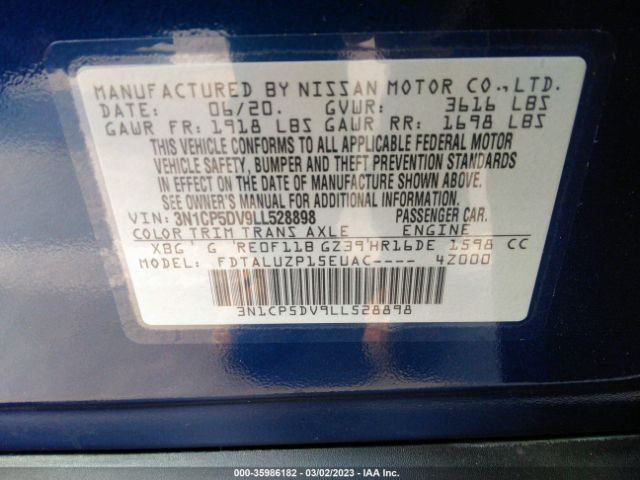 MANUFACTURED BY NISSAN MOTOR CO.,LTD.
DATE: 06/20. GVWR: 3616 LBS
GAWR FR: 1918 LBS GAWR RR: 1698 LBS
THIS VEHICLE CONFORMS TO ALL APPLICABLE FEDERAL MOTOR
VEHICLE SAFETY, BUMPER AND THEFT PREVENTION STANDARDS
IN EFFECT ON THE DATE OF MANUFACTURE SHOWN ABOVE.
SEE OWNER'S MANUAL FOR ADDITIONAL INFORMATION.
VIN: 3N1CP5DV9LL528898 PASSENGER CAR.
COLOR TRIM TRANS AXLE ENGINE
XBG G RE0F11B GZ39 HR16DE 1598 CC
MODEL FDTALUZP15EUAC---- 4Z000
3N1CP5DV9LL528898
000-35986182 - 03/02/2023 - IAA Inc.